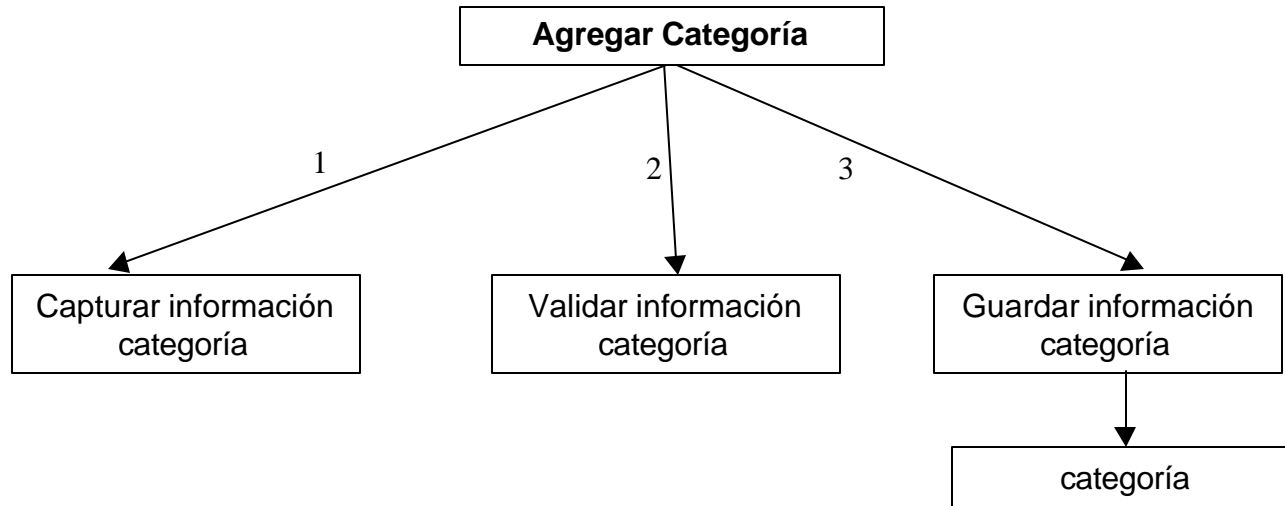 Agregar Categoría
1
2
3
Capturar información
categoría
Validar información
categoría
Guardar información
categoría
categoría